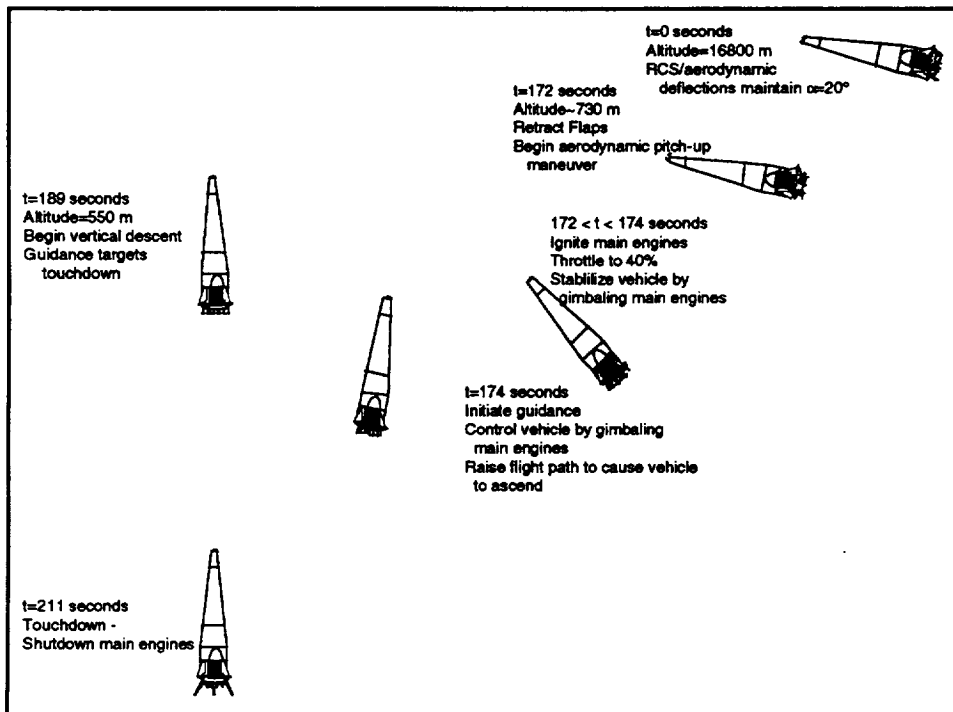 t=0 seconds
Altitude=16800 m
RCS/aerodynamic
deflections maintain α=20°
t=172 seconds
Altitude~730 m
Retract Flaps
Begin aerodynamic pitch-up
maneuver
172 < t < 174 seconds
Ignite main engines
Throttle to 40%
Stabliize vehicle by
gimbaling main engines
t=174 seconds
Initiate guidance
Control vehicle by gimbaling
main engines
Raise flight path to cause vehicle
to ascend
t=189 seconds
Altitude=550 m
Begin vertical descent
Guidance targets
touchdown
t=211 seconds
Touchdown -
Shutdown main engines